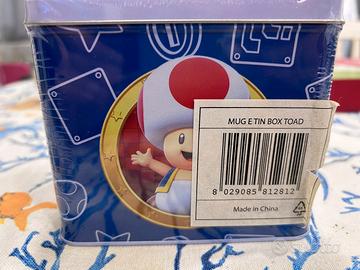 MUG E TIN BOX TOAD
8 029085 812812
Made in China